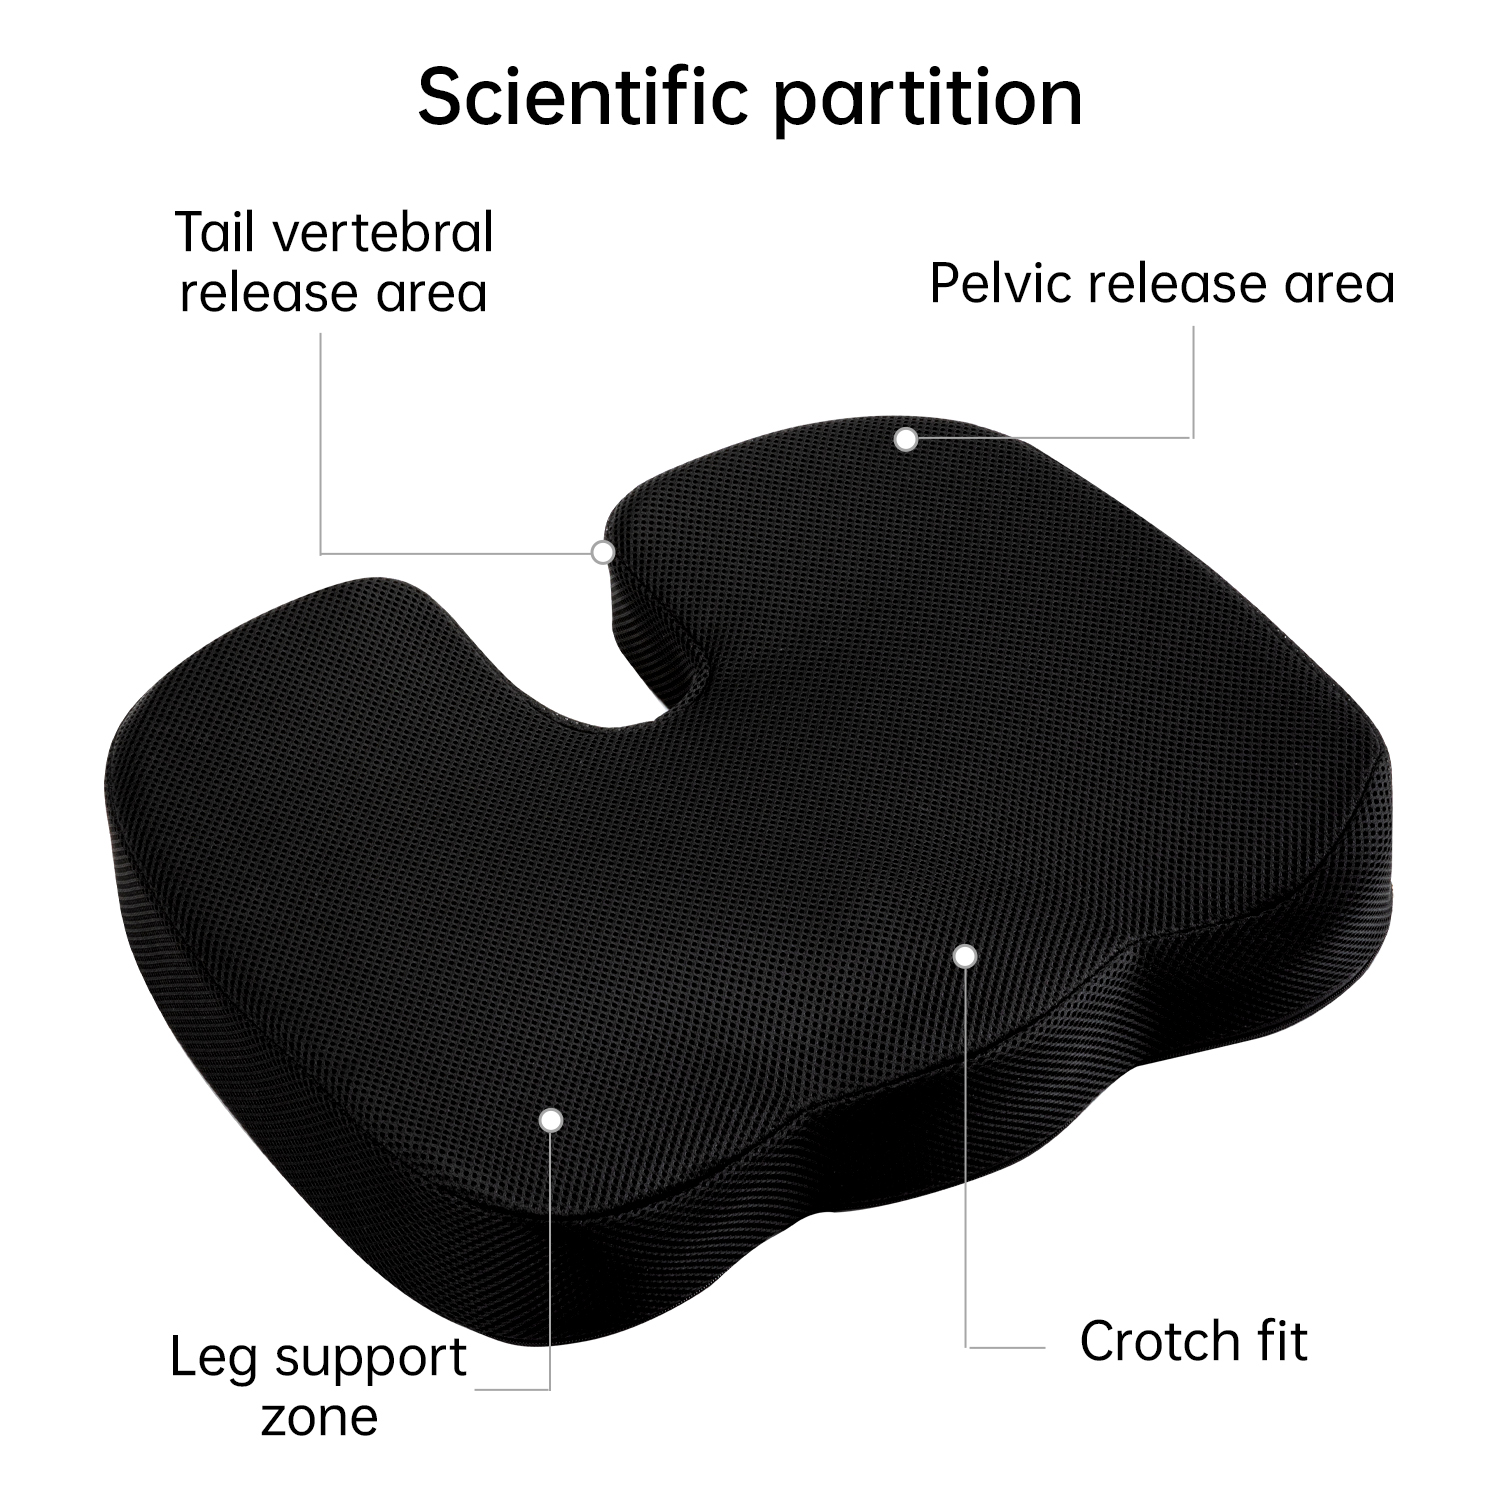 Scientific partition
Tail vertebral
release area
Pelvic release area
Leg support
zone
Crotch fit